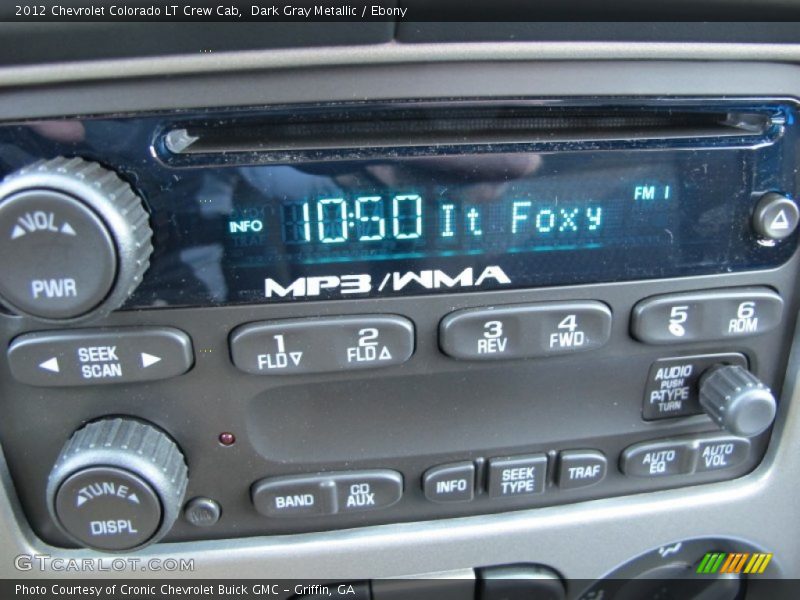 2012 Chevrolet Colorado LT Crew Cab, Dark Gray Metallic / Ebony
FM 1
INFO 10:50 It Foxy
VOL
PWR
MP3/WMA
SEEK
SCAN
1
FLD
2
FLD
3
REV
4
FWD
5
6
RDM
AUDIO
PUSH
P-TYPE
TURN
TUNE
DISPL
BAND
CD
AUX
INFO
SEEK
TYPE
TRAF
AUTO
EQ
AUTO
VOL
GTCARLOT.COM
Photo Courtesy of Cronic Chevrolet Buick GMC – Griffin, GA